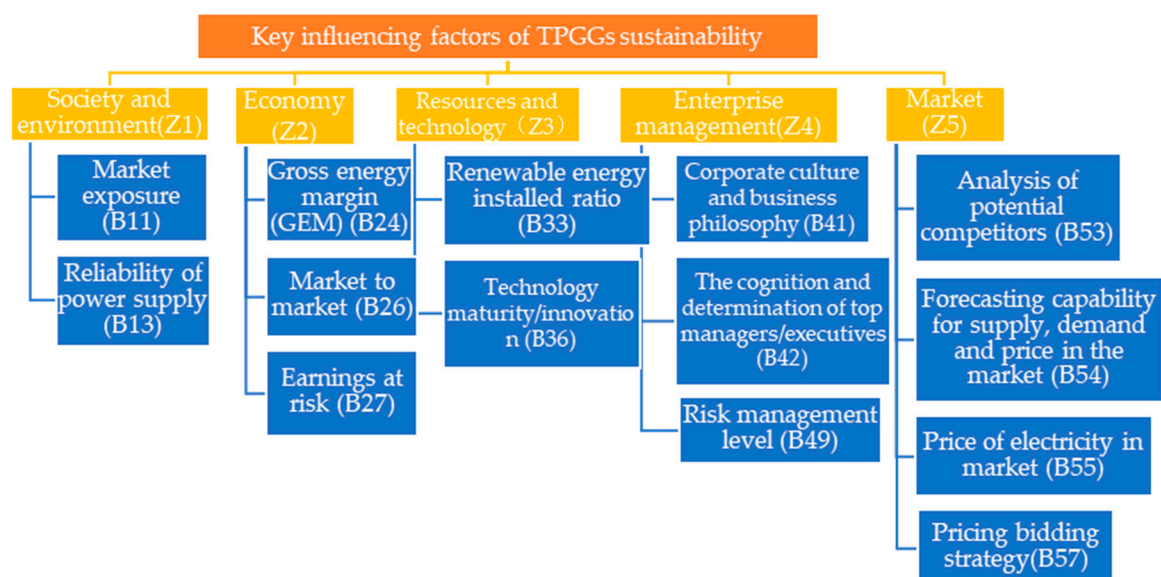 Key influencing factors of TPGGs sustainability
Society and
environment(Z1)
Economy
(Z2)
Resources and
technology（Z3）
Enterprise
management(Z4)
Market
(Z5)
Market
exposure
(B11)
Reliability of
power supply
(B13)
Gross energy
margin
(GEM) (B24)
Market to
market (B26)
Earnings at
risk (B27)
Renewable energy
installed ratio
(B33)
Technology
maturity/innovatio
n (B36)
Corporate culture
and business
philosophy (B41)
The cognition and
determination of top
managers/executives
(B42)
Risk management
level (B49)
Analysis of
potential
competitors (B53)
Forecasting capability
for supply, demand
and price in the
market (B54)
Price of electricity in
market (B55)
Pricing bidding
strategy(B57)